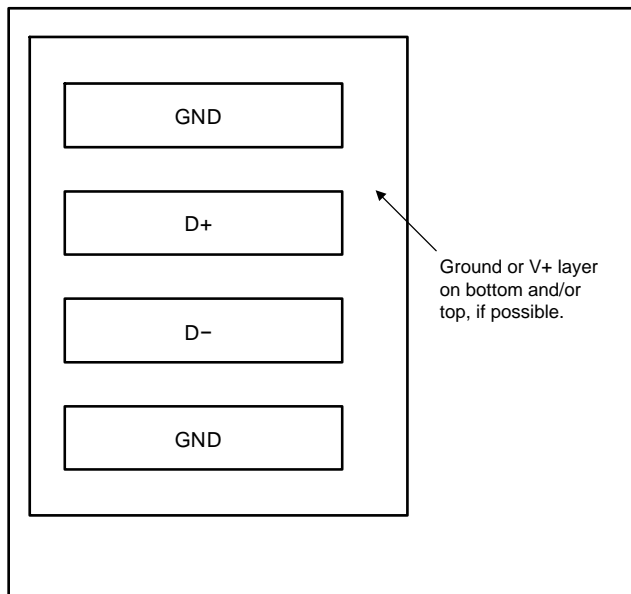 GND
D+
Ground or V+ layer
on bottom and/or
top, if possible.
D−
GND